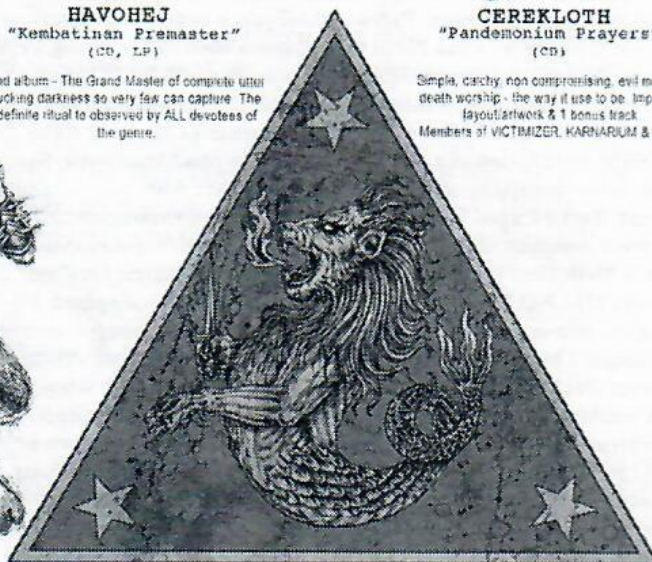 HAVOHEJ
"Kembatinan Premaster"
(CD, LP)
album - The Grand Master of complete utter
fucking darkness so very few can capture. The
definite ritual to observed by ALL devotees of
the genre.
CEREKLOTH
"Pandemonium Prayers"
(CD)
Simple, catchy, non compromising, evil
death worship - the way it use to be.
layout/artwork & 1 bonus track
Members of VICTIMIZER, KARNARIUM &